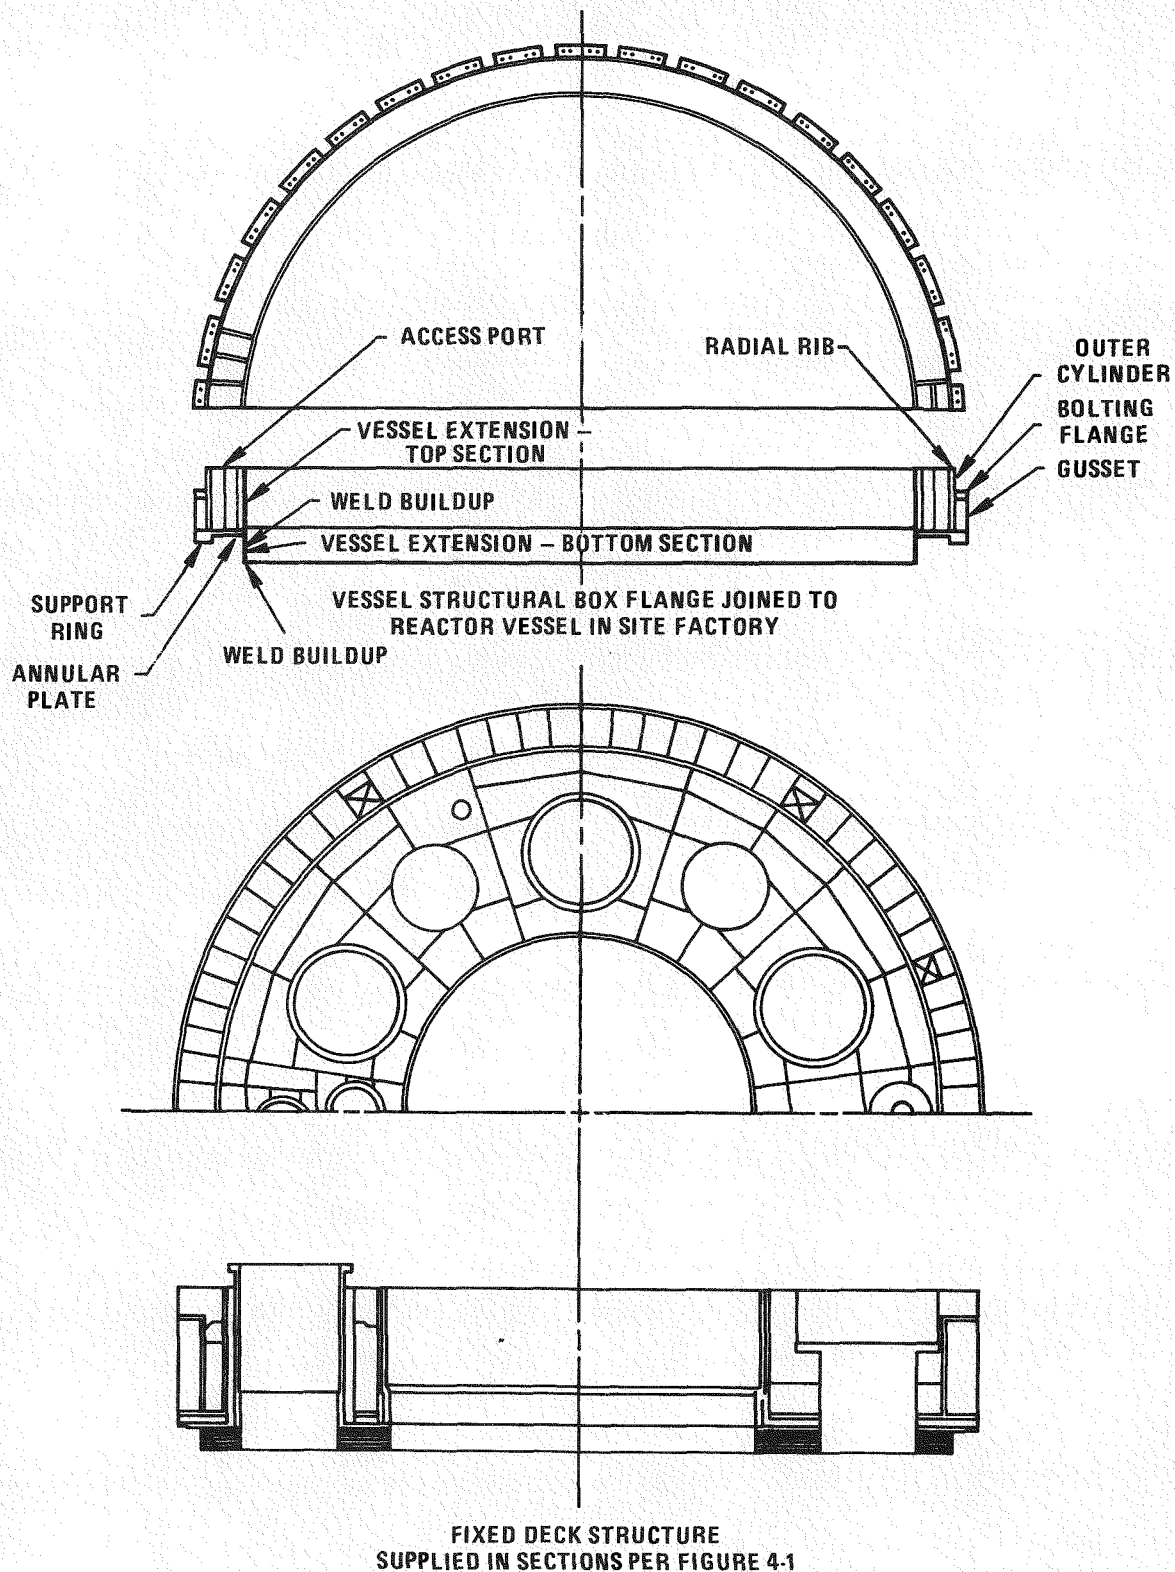 ACCESS PORT
RADIAL RIB
OUTER
CYLINDER
BOLTING
FLANGE
GUSSET
VESSEL EXTENSION –
TOP SECTION
WELD BUILDUP
VESSEL EXTENSION – BOTTOM SECTION
SUPPORT
RING
ANNULAR
PLATE
WELD BUILDUP
VESSEL STRUCTURAL BOX FLANGE JOINED TO
REACTOR VESSEL IN SITE FACTORY
FIXED DECK STRUCTURE
SUPPLIED IN SECTIONS PER FIGURE 4-1